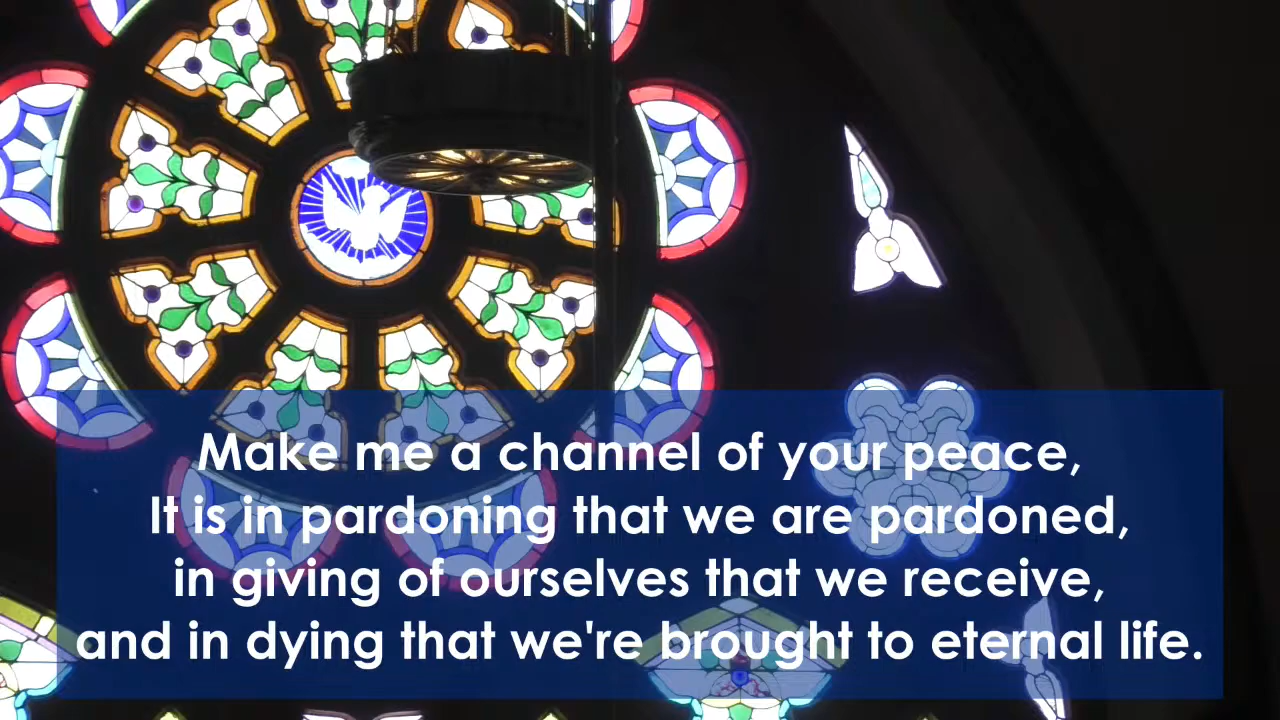 Make me a channel of your peace,
It is in pardoning that we are pardoned,
in giving of ourselves that we receive,
and in dying that we're brought to eternal life.